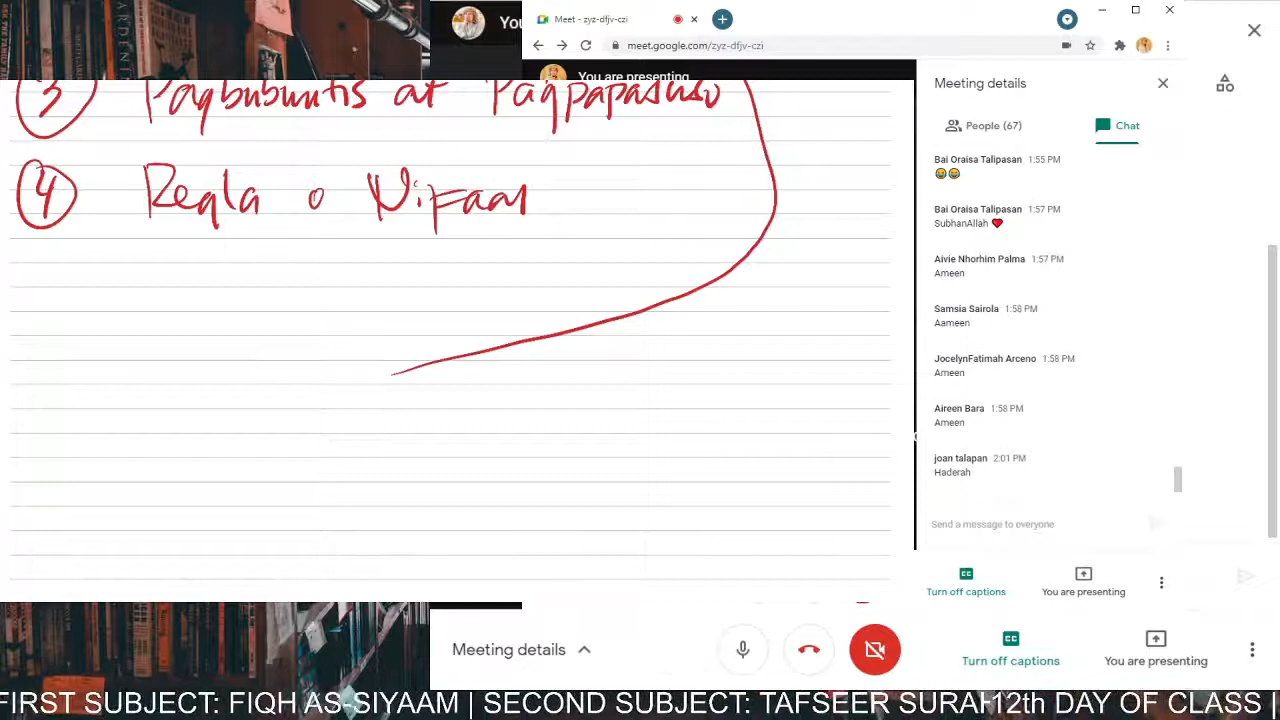 You
Meet - zyz-dfjv-czi
meet.google.com/zyz-dfjv-czi
You are presenting
3 Pagbubuntis at Pagpapasuso
4 Regla o Nifaas
Meeting details
People (67)
Chat
Bai Oraisa Talipasan 1:55 PM
😂😂
Bai Oraisa Talipasan 1:57 PM
SubhanAllah ❤
Aivie Nhorhim Palma 1:57 PM
Ameen
Samsia Sairola 1:58 PM
Aameen
JocelynFatimah Arceno 1:58 PM
Ameen
Aireen Bara 1:58 PM
Ameen
joan talapan 2:01 PM
Haderah
Send a message to everyone
Turn off captions
You are presenting
Meeting details
Turn off captions
You are presenting
FIRST SUBJECT: FIQH AS-SIYAAM | SECOND SUBJECT: TAFSEER SURAH
12th DAY OF CLASS |